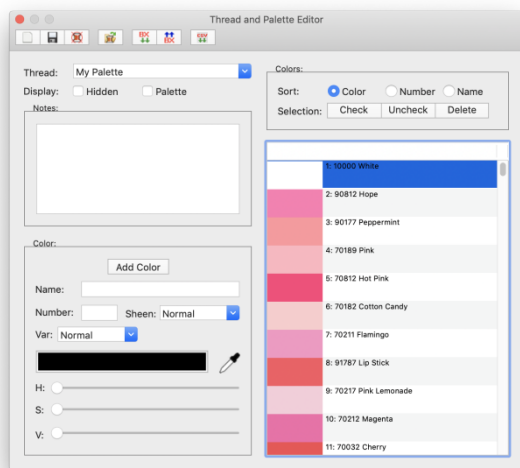 Thread and Palette Editor
Thread: My Palette
Display: Hidden Palette
Notes:
Color:
Add Color
Name:
Number: Sheen: Normal
Var: Normal
H:
S:
V:
Colors:
Sort: Color Number Name
Selection: Check Uncheck Delete
1: 10000 White
2: 90812 Hope
3: 90177 Peppermint
4: 70189 Pink
5: 70812 Hot Pink
6: 70182 Cotton Candy
7: 70211 Flamingo
8: 91787 Lip Stick
9: 70217 Pink Lemonade
10: 70212 Magenta
11: 70032 Cherry